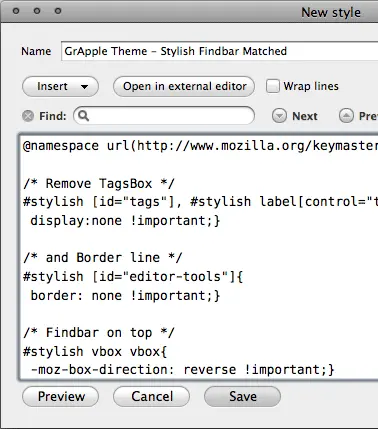 New style
Name GrApple Theme - Stylish Findbar Matched
Insert Open in external editor Wrap lines
Find: Next Pre
@namespace url(http://www.mozilla.org/keymaster
/* Remove TagsBox */
#stylish [id="tags"], #stylish label[control="t
display:none !important;}
/* and Border line */
#stylish [id="editor-tools"]{
border: none !important;}
/* Findbar on top */
#stylish vbox vbox{
-moz-box-direction: reverse !important;}
Preview Cancel Save